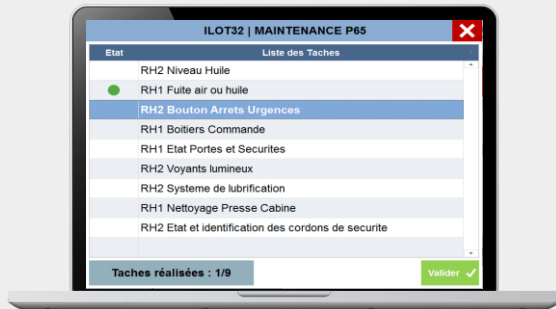 ILOT32 | MAINTENANCE P65
Etat Liste des Taches
RH2 Niveau Huile
RH1 Fuite air ou huile
RH2 Bouton Arrets Urgences
RH1 Boitiers Commande
RH1 Etat Portes et Securites
RH2 Voyants lumineux
RH2 Systeme de lubrification
RH1 Nettoyage Presse Cabine
RH2 Etat et identification des cordons de securite
Taches réalisées : 1/9 Valider